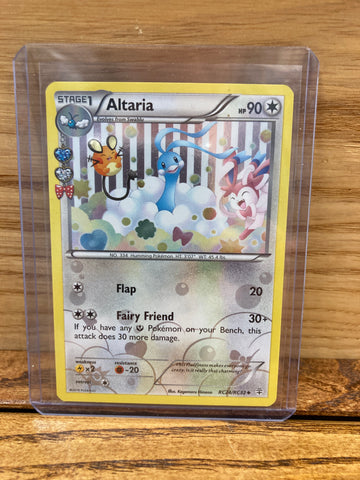 STAGE1
Altaria
HP 90
Evolves from Swablu
NO. 334 Humming Pokémon HT: 3'07" WT: 45.4 lbs.
Flap 20
Fairy Friend 30+
If you have any Pokémon on your Bench, this
attack does 30 more damage.
weakness
×2
resistance
-20
retreat
Illus. Kagemaru Himeno
RC24/RC32